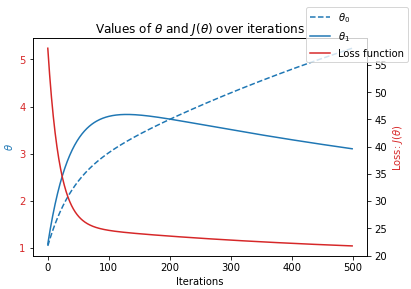 Values of θ and J(θ) over iterations
θ₀
θ₁
Loss function
5
4
3
2
1
θ
55
50
45
40
35
30
25
20
Loss: J(θ)
0
100
200
300
400
500
Iterations